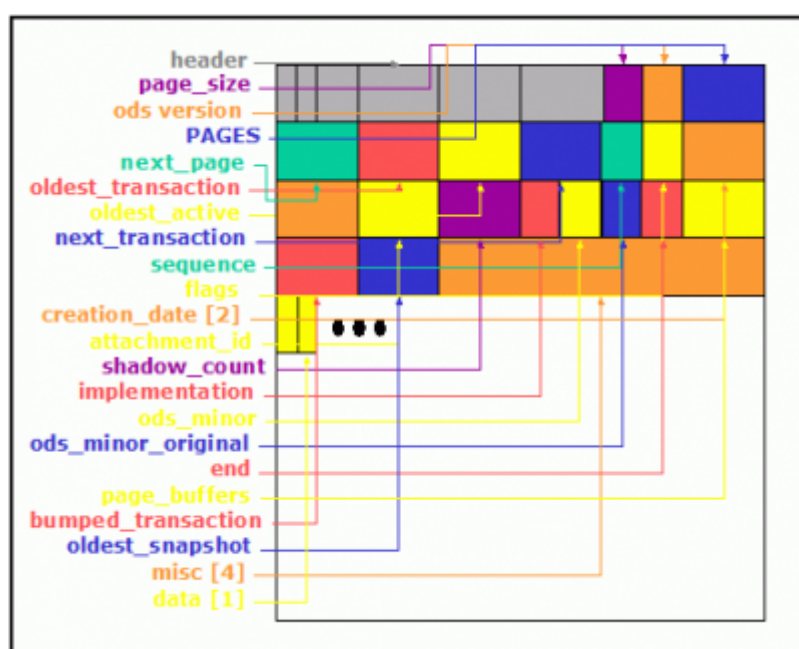 header
page_size
ods version
PAGES
next_page
oldest_transaction
oldest_active
next_transaction
sequence
flags
creation_date [2]
attachment_id
shadow_count
implementation
ods_minor
ods_minor_original
end
page_buffers
bumped_transaction
oldest_snapshot
misc [4]
data [1]